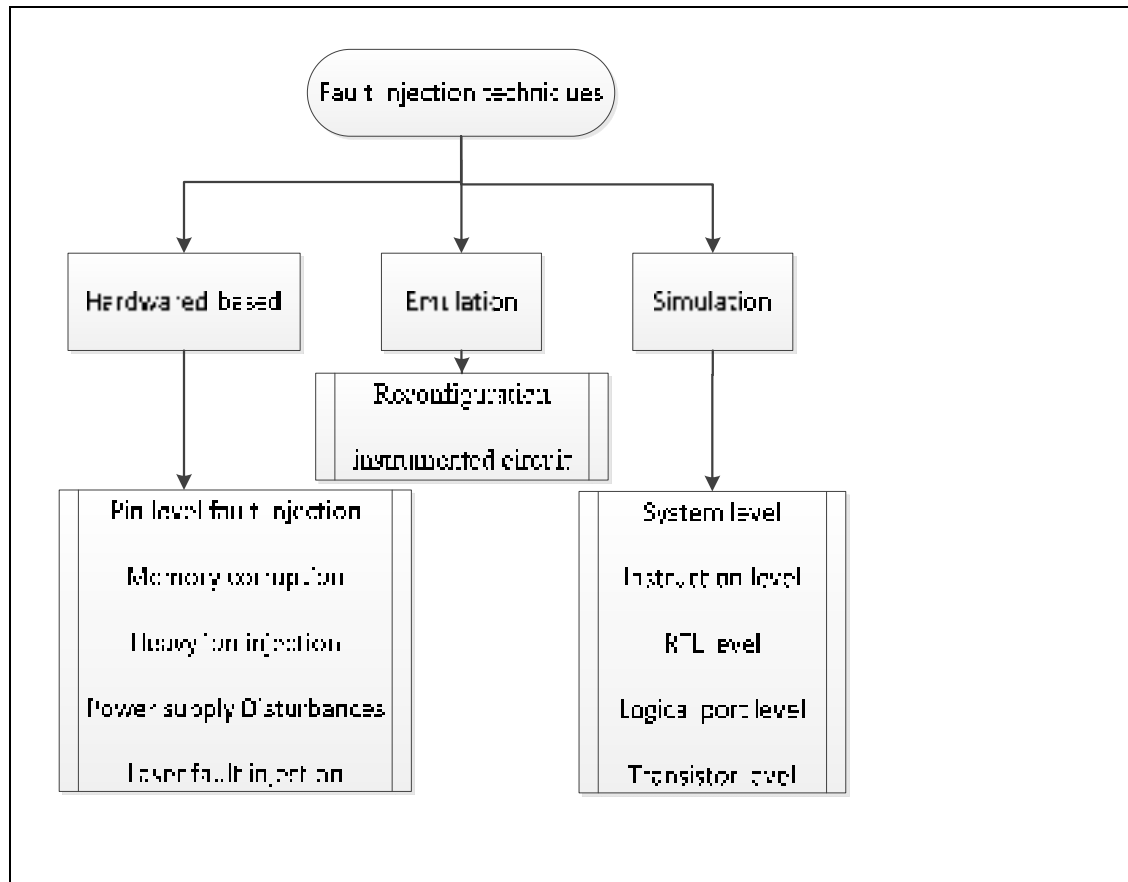 Fault injection techniques
Hardwared based
Emulation
Simulation
Reconfiguration
instrumented circuit
Pin level fault injection
Memory corruption
Heavy ion injection
Power supply Disturbances
Laser fault injection
System level
Instruction level
RTL level
Logical port level
Transistor level